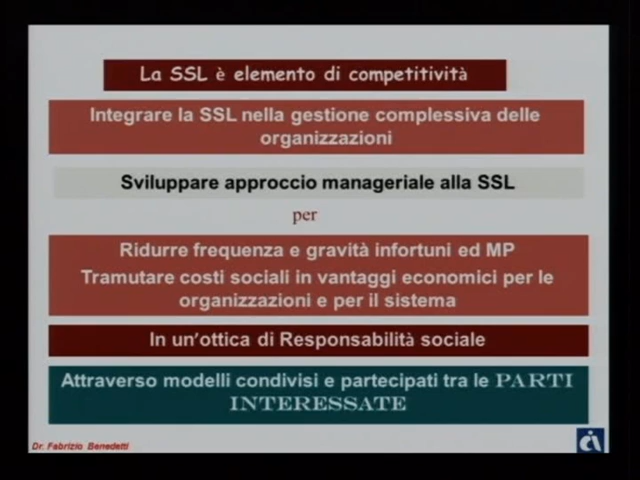 La SSL è elemento di competitività
Integrare la SSL nella gestione complessiva delle
organizzazioni
Sviluppare approccio manageriale alla SSL
per
Ridurre frequenza e gravità infortuni ed MP
Tramutare costi sociali in vantaggi economici per le
organizzazioni e per il sistema
In un'ottica di Responsabilità sociale
Attraverso modelli condivisi e partecipati tra le PARTI
INTERESSATE
Dr. Fabrizio Benedetti